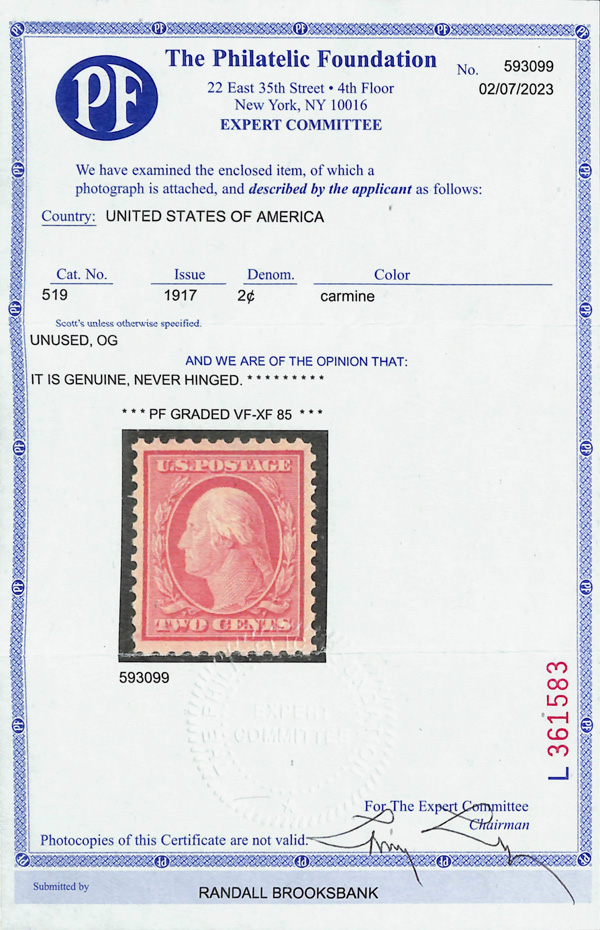 PF
The Philatelic Foundation
No. 593099
22 East 35th Street • 4th Floor
02/07/2023
New York, NY 10016
EXPERT COMMITTEE
We have examined the enclosed item, of which a
photograph is attached, and described by the applicant as follows:
Country: UNITED STATES OF AMERICA
Cat. No. Issue Denom. Color
519 1917 2¢ carmine
Scott's unless otherwise specified.
UNUSED, OG
AND WE ARE OF THE OPINION THAT:
IT IS GENUINE, NEVER HINGED. * * * * * * * * *
* * * PF GRADED VF-XF 85 * * *
U.S. POSTAGE
TWO CENTS
593099
EXPERT
COMMITTEE
L 361583
For The Expert Committee
Chairman
Photocopies of this Certificate are not valid.
Submitted by
RANDALL BROOKSBANK